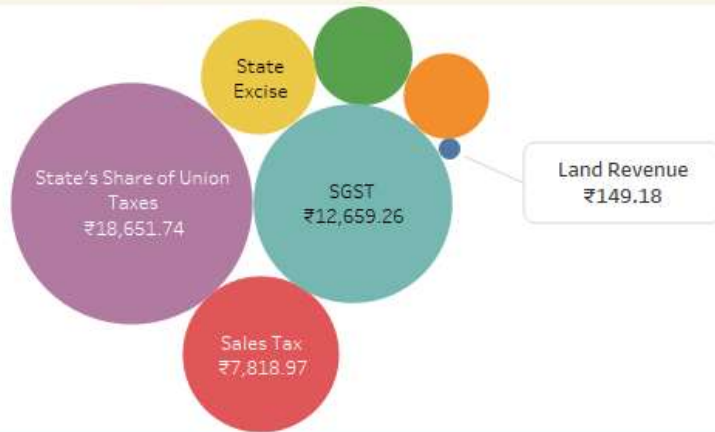 State
Excise
State's Share of Union
Taxes
₹18,651.74
SGST
₹12,659.26
Land Revenue
₹149.18
Sales Tax
₹7,818.97